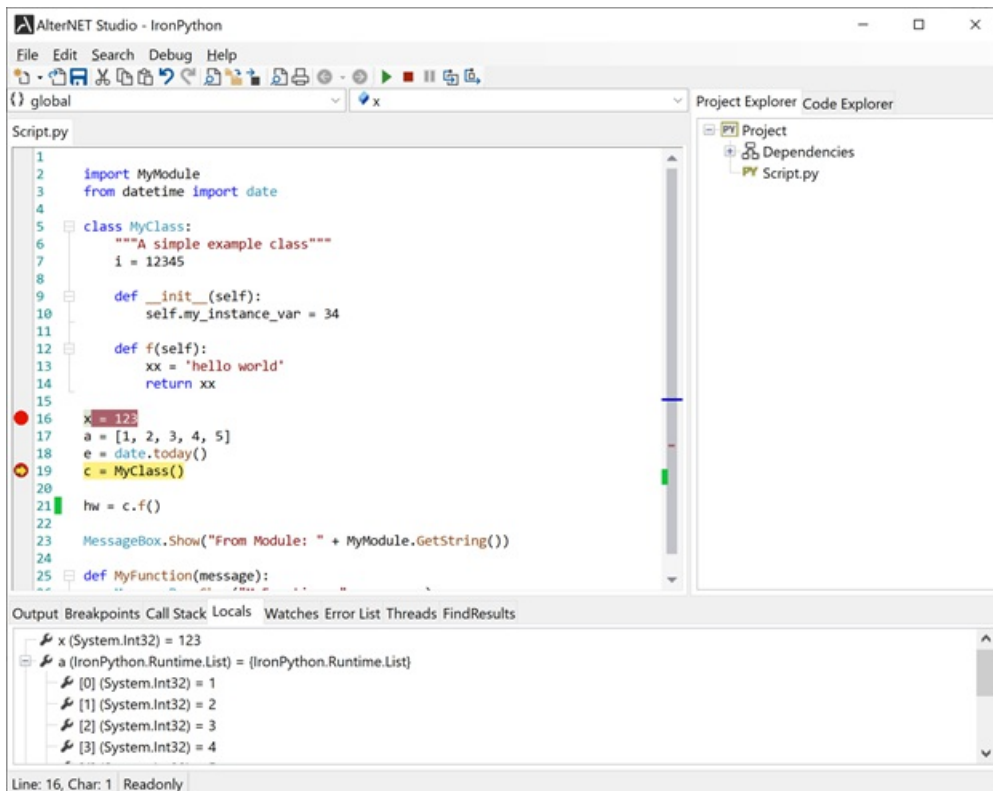 AlterNET Studio - IronPython
File Edit Search Debug Help
{} global
x
Project Explorer Code Explorer
Script.py
Project
Dependencies
Script.py
1
2 import MyModule
3 from datetime import date
4
5 class MyClass:
6 """A simple example class"""
7 i = 12345
8
9 def __init__(self):
10 self.my_instance_var = 34
11
12 def f(self):
13 xx = 'hello world'
14 return xx
15
16 x = 123
17 a = [1, 2, 3, 4, 5]
18 e = date.today()
19 c = MyClass()
20
21 hw = c.f()
22
23 MessageBox.Show("From Module: " + MyModule.GetString())
24
25 def MyFunction(message):
Output Breakpoints Call Stack Locals Watches Error List Threads FindResults
x (System.Int32) = 123
a (IronPython.Runtime.List) = {IronPython.Runtime.List}
[0] (System.Int32) = 1
[1] (System.Int32) = 2
[2] (System.Int32) = 3
[3] (System.Int32) = 4
Line: 16, Char: 1 Readonly